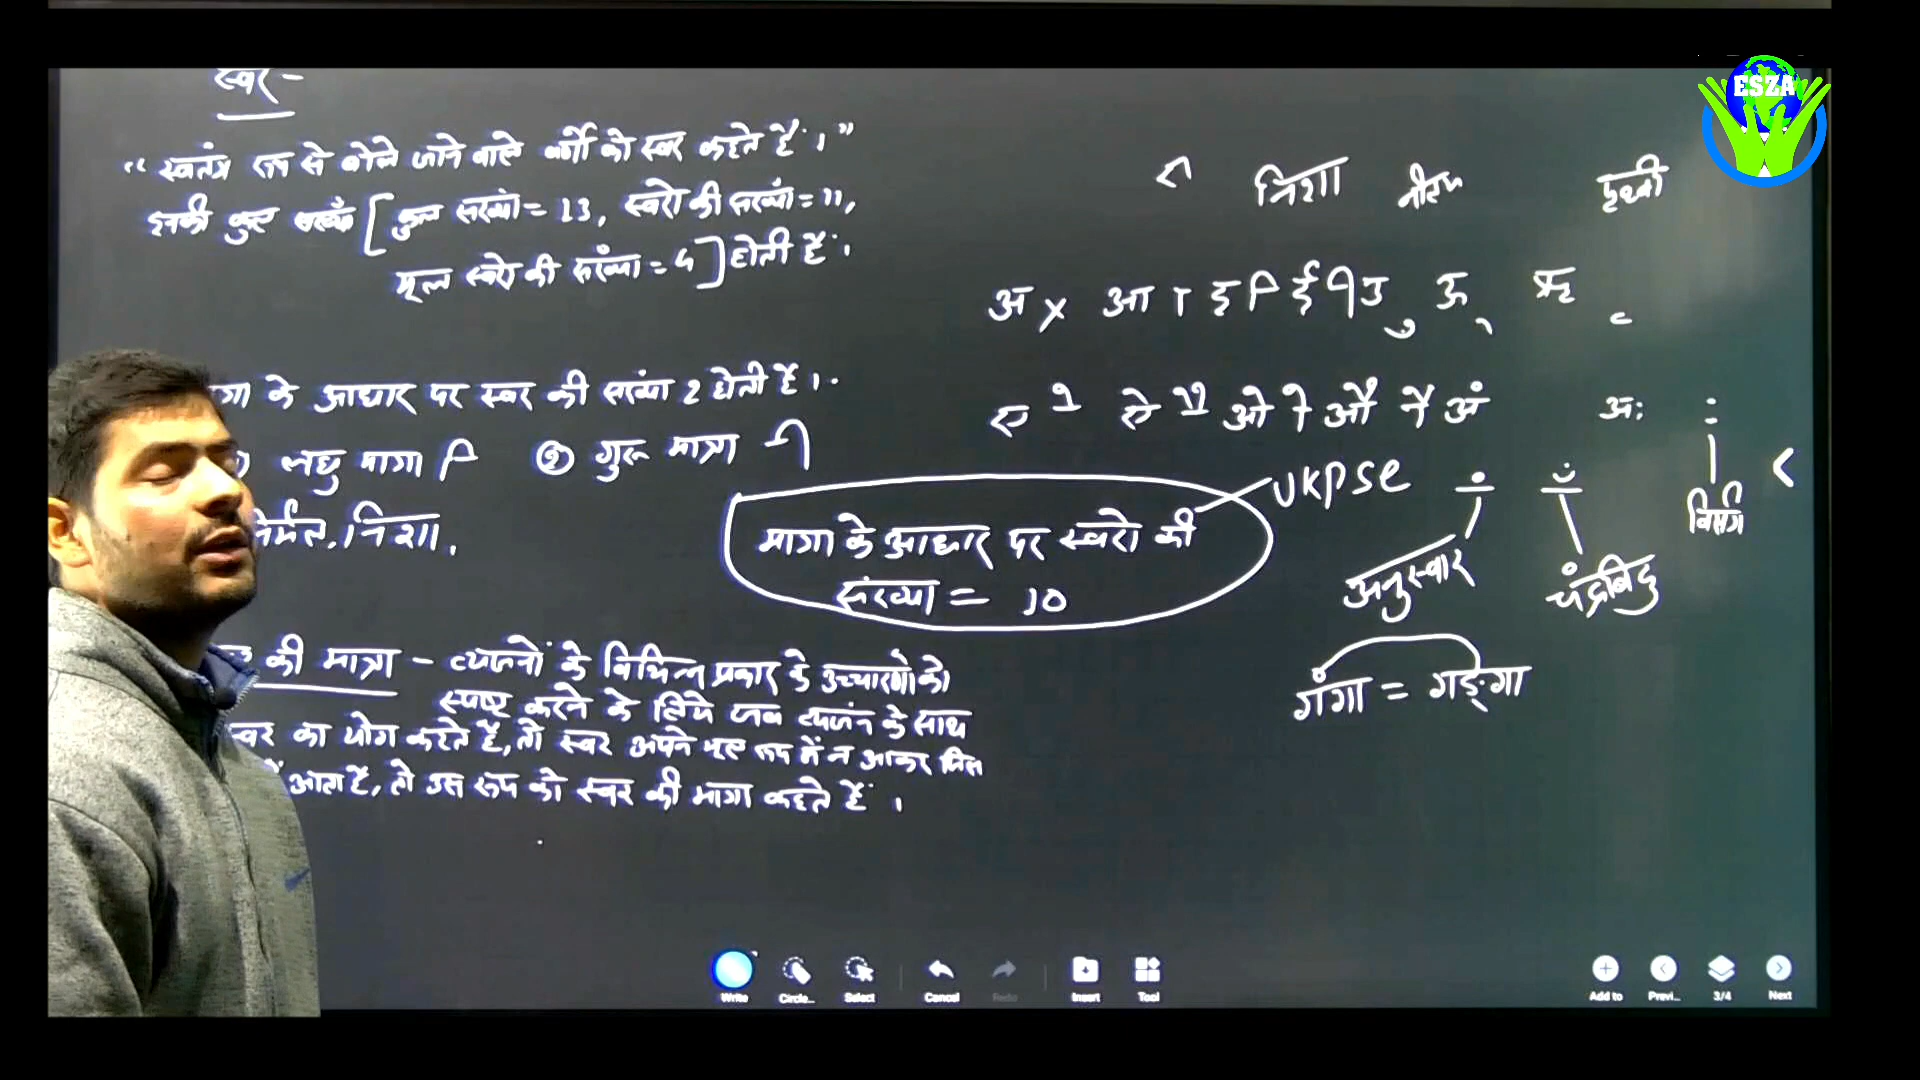 स्वर -
“ स्वतंत्र रूप से बोले जाने वाले वर्णो को स्वर कहते हैं ।”
इनकी कुल [ कुल संख्या = 13, स्वरो की संख्या = 11,
मूल स्वरो की संख्या = 4 ] होती हैं ।
के आधार पर स्वर की संख्या 2 होती हैं ।
लघु मात्रा ि ② गुरू मात्रा ी
निशा .
की मात्रा – व्यंजनों के विभिन्न प्रकार के उच्चारणो को
स्पष्ट करने के लिये जब व्यंजन के साथ
स्वर का योग करते हैं, तो स्वर अपने मूल रूप में न आकर जिस
में आता है, तो उस रूप को स्वर की मात्रा कहते हैं ।
मात्रा के आधार पर स्वरो की
संख्या = 10
UKPSC
< निशा पृथ्वी
अ x आ ा इ ि ई ी उ ु ऊ ू ऋ ृ
ए े ऐ ै ओ ो औ ौ अं अः :
अनुस्वार चंद्रबिंदु विसर्ग <
गंगा = गङ्गा
ESZA
Write Circle... Select Cancel Redo Insert Tool
Add to Previ... 3/4 Next